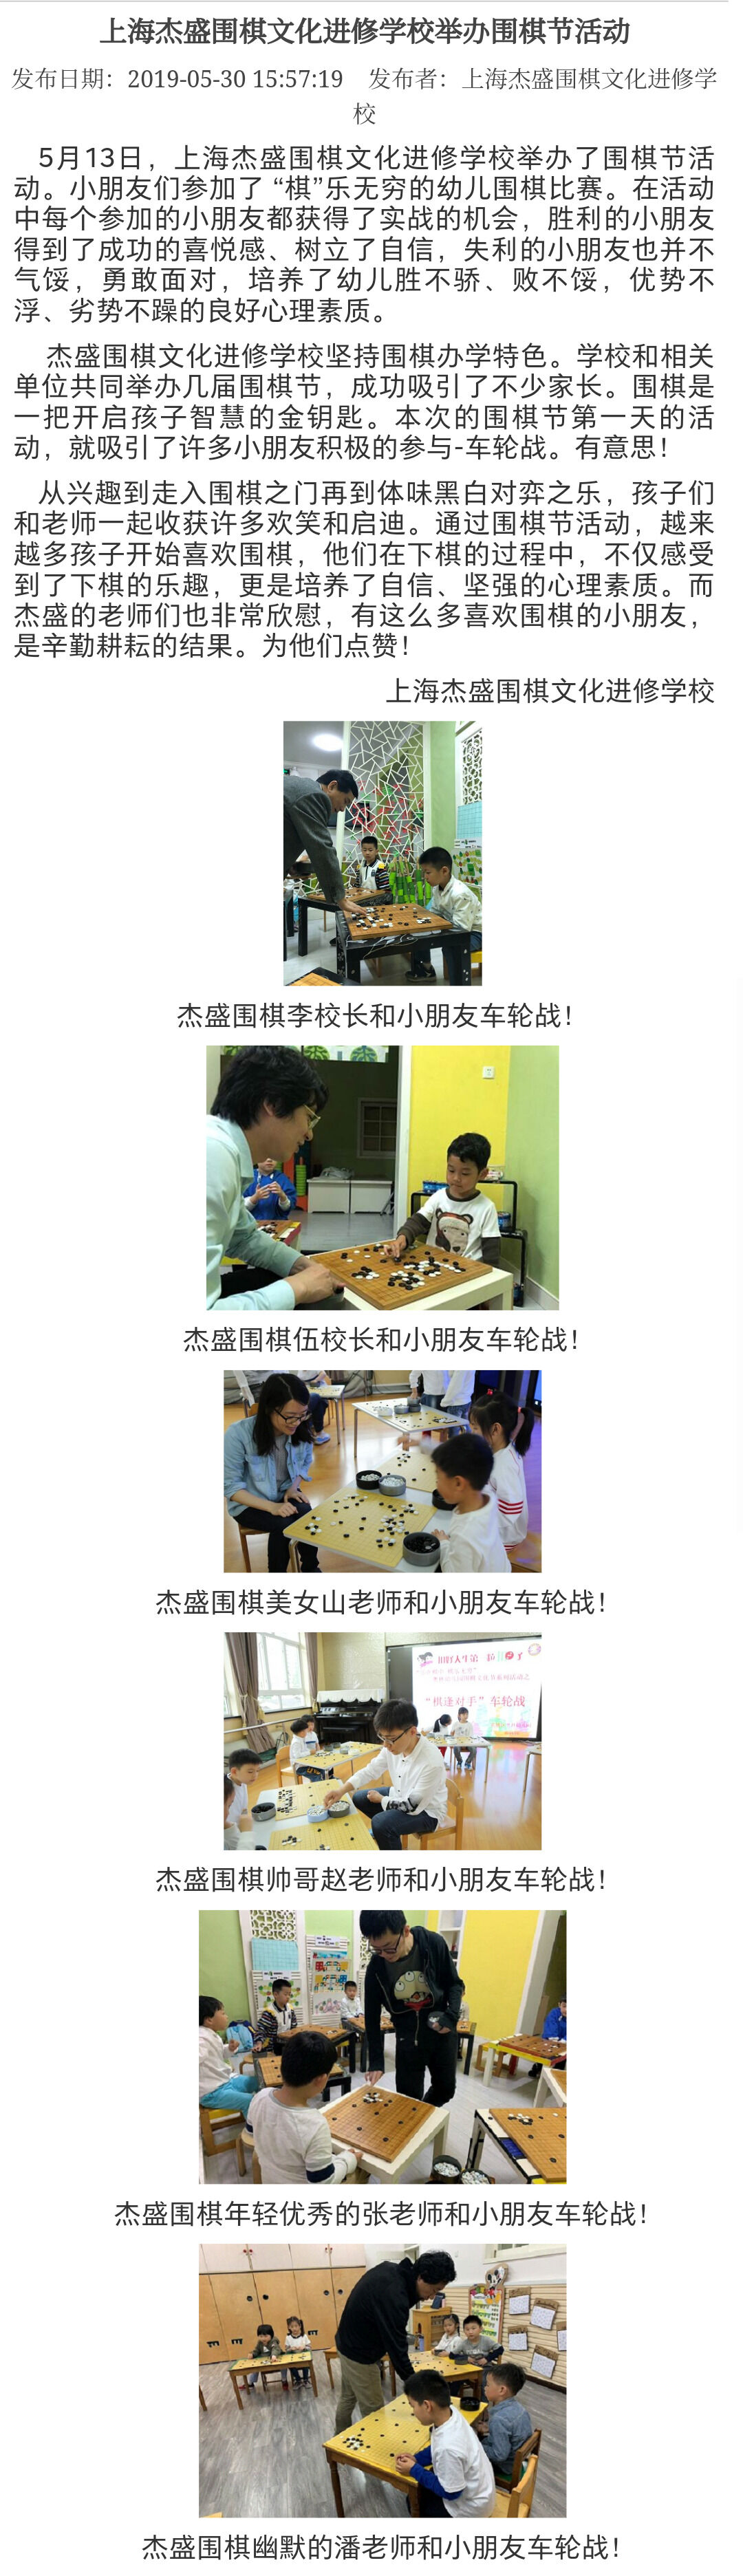 上海杰盛围棋文化进修学校举办围棋节活动
发布日期：2019-05-30 15:57:19 发布者：上海杰盛围棋文化进修学
校
5月13日，上海杰盛围棋文化进修学校举办了围棋节活
动。小朋友们参加了 “棋”乐无穷的幼儿围棋比赛。在活动
中每个参加的小朋友都获得了实战的机会，胜利的小朋友
得到了成功的喜悦感、树立了自信，失利的小朋友也并不
气馁，勇敢面对，培养了幼儿胜不骄、败不馁，优势不
浮、劣势不躁的良好心理素质。
杰盛围棋文化进修学校坚持围棋办学特色。学校和相关
单位共同举办几届围棋节，成功吸引了不少家长。围棋是
一把开启孩子智慧的金钥匙。本次的围棋节第一天的活
动，就吸引了许多小朋友积极的参与-车轮战。有意思！
从兴趣到走入围棋之门再到体味黑白对弈之乐，孩子们
和老师一起收获许多欢笑和启迪。通过围棋节活动，越来
越多孩子开始喜欢围棋，他们在下棋的过程中，不仅感受
到了下棋的乐趣，更是培养了自信、坚强的心理素质。而
杰盛的老师们也非常欣慰，有这么多喜欢围棋的小朋友，
是辛勤耕耘的结果。为他们点赞！
上海杰盛围棋文化进修学校
杰盛围棋李校长和小朋友车轮战！
杰盛围棋伍校长和小朋友车轮战！
杰盛围棋美女山老师和小朋友车轮战！
“棋逢对手”车轮战
杰盛围棋帅哥赵老师和小朋友车轮战！
杰盛围棋年轻优秀的张老师和小朋友车轮战！
杰盛围棋幽默的潘老师和小朋友车轮战！